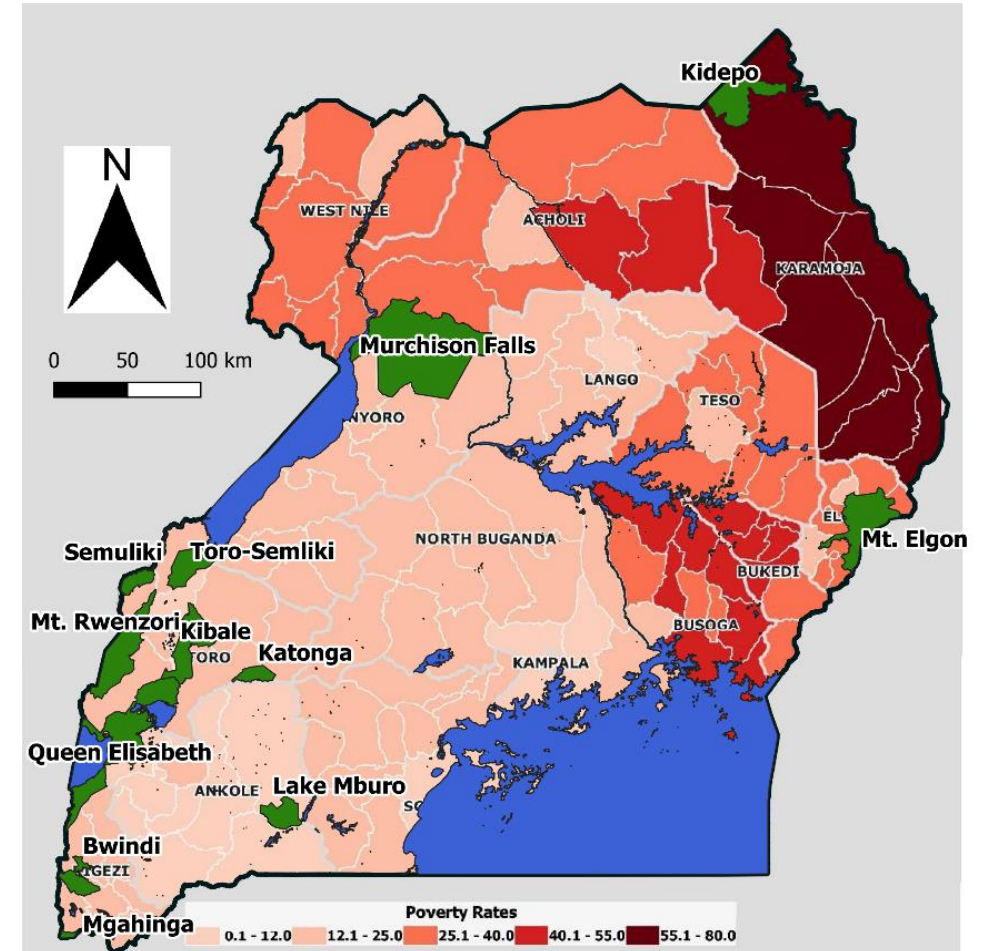 Kidepo
N
WEST NILE
ACHOLI
KARAMOJA
0 50 100 km
Murchison Falls
LANGO
TESO
NYORO
NORTH BUGANDA
EL
Mt. Elgon
Semuliki
Toro-Semliki
BUKEDI
Mt. Rwenzori
Kibale
BUSOGA
TORO
Katonga
KAMPALA
Queen Elisabeth
ANKOLE
Lake Mburo
SO
Bwindi
KIGEZI
Mgahinga
Poverty Rates
0.1 - 12.0 12.1 - 25.0 25.1 - 40.0 40.1 - 55.0 55.1 - 80.0